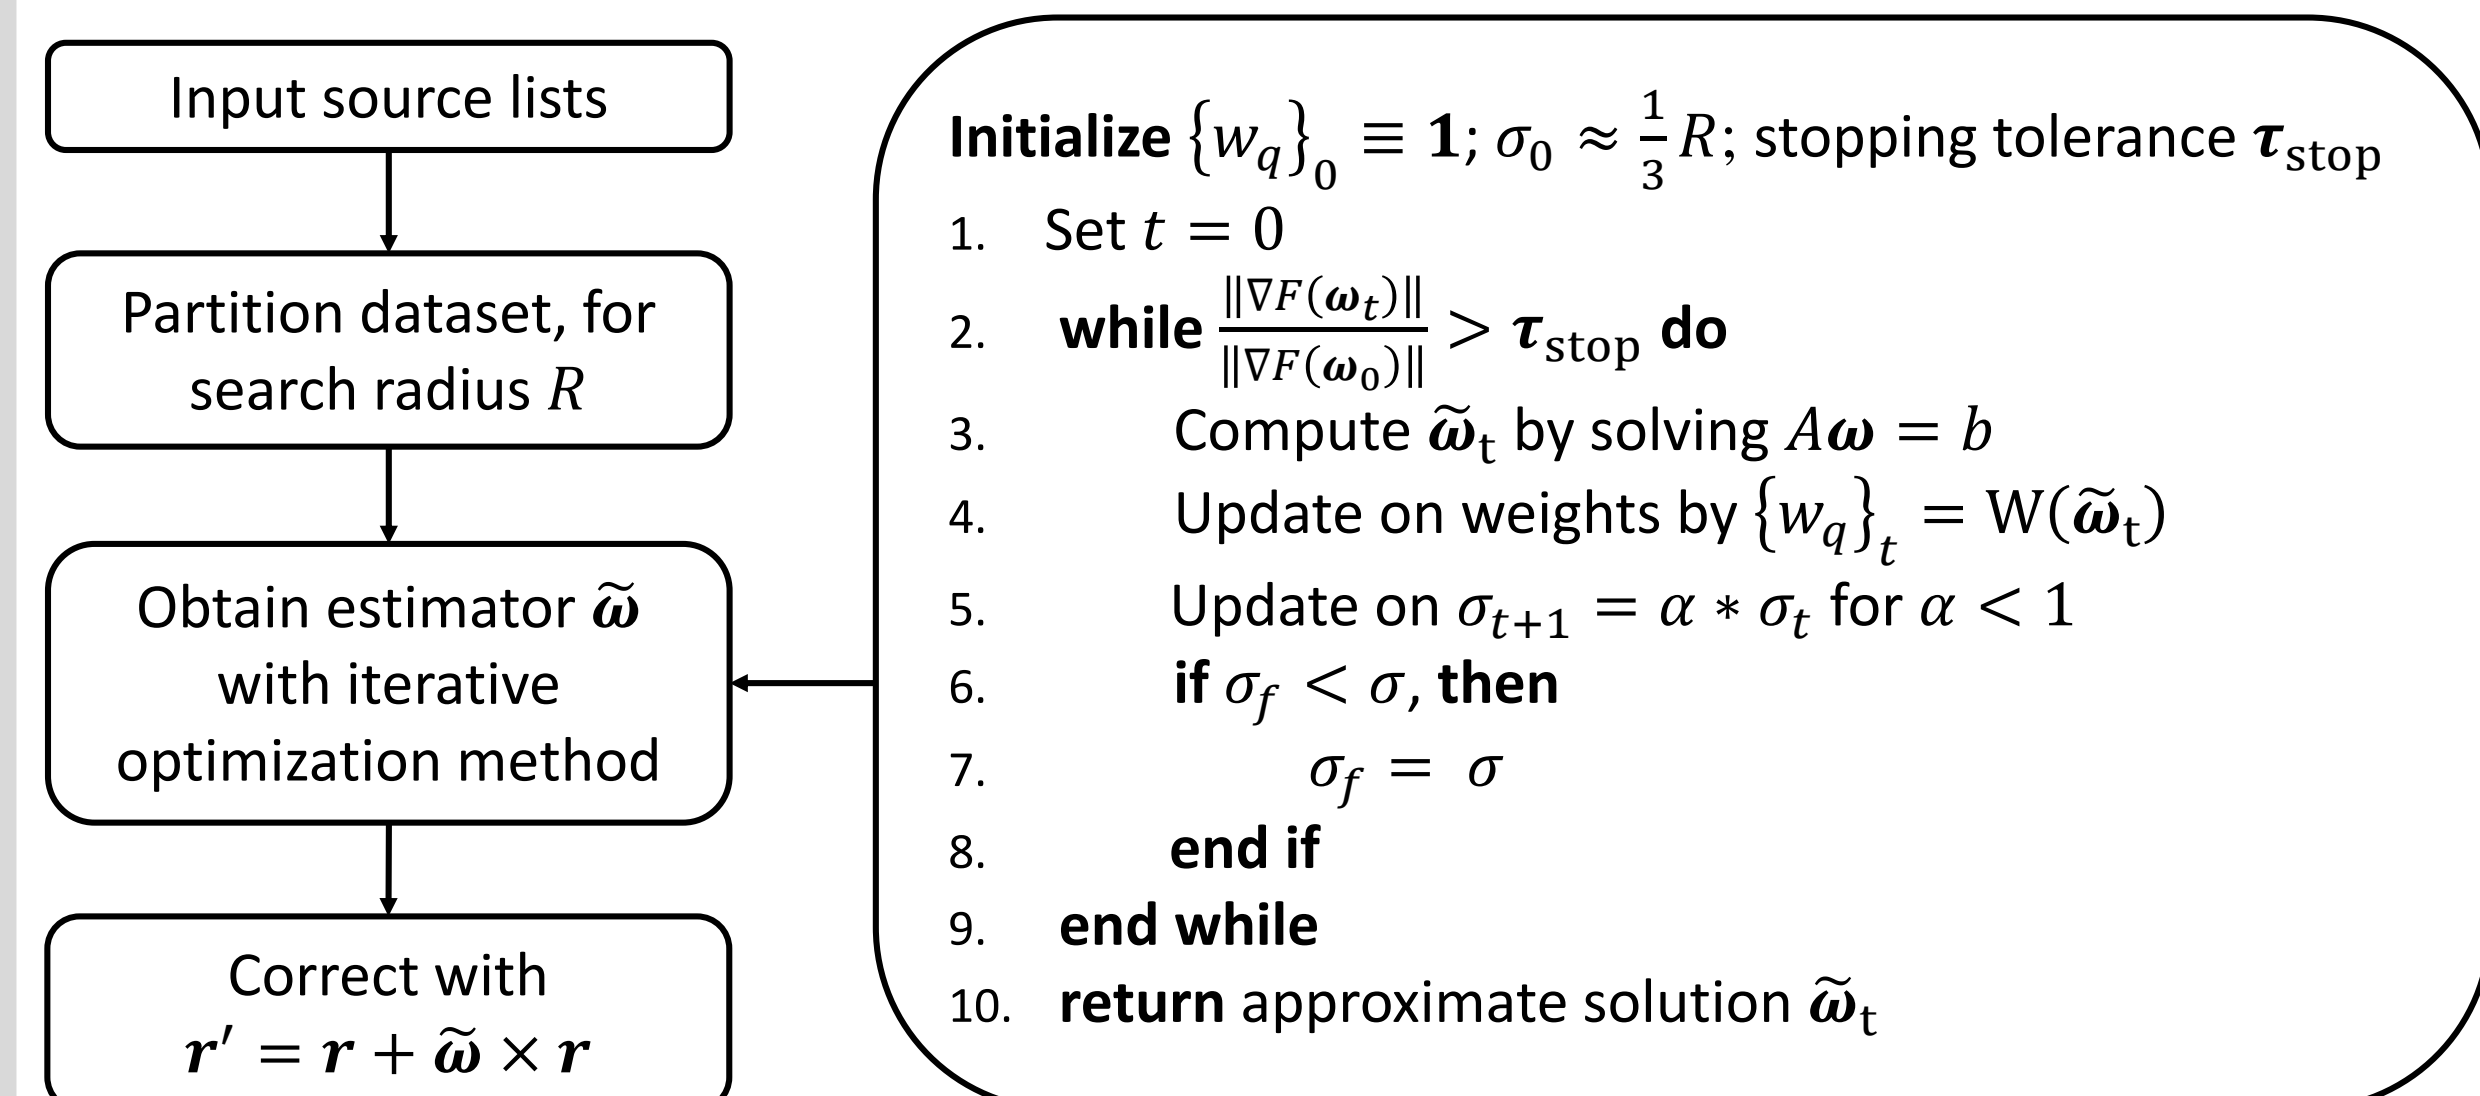 Input source lists
Partition dataset, for
search radius R
Obtain estimator ω̃
with iterative
optimization method
Correct with
r′ = r + ω̃ × r
Initialize {w_q}_0 ≡ 1; σ_0 ≈ 1/3 R; stopping tolerance τ_stop
1. Set t = 0
2. while ‖∇F(ω_t)‖ / ‖∇F(ω_0)‖ > τ_stop do
3. Compute ω̃_t by solving Aω = b
4. Update on weights by {w_q}_t = W(ω̃_t)
5. Update on σ_{t+1} = α * σ_t for α < 1
6. if σ_f < σ, then
7. σ_f = σ
8. end if
9. end while
10. return approximate solution ω̃_t